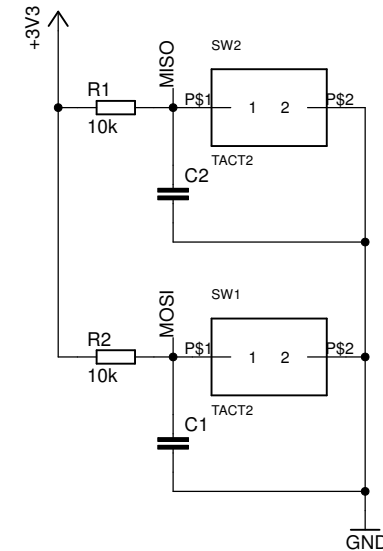 +3V3
MISO
SW2
R1
10k
P$1
1 2
P$2
TACT2
C2
MOSI
SW1
R2
10k
P$1
1 2
P$2
TACT2
C1
GND